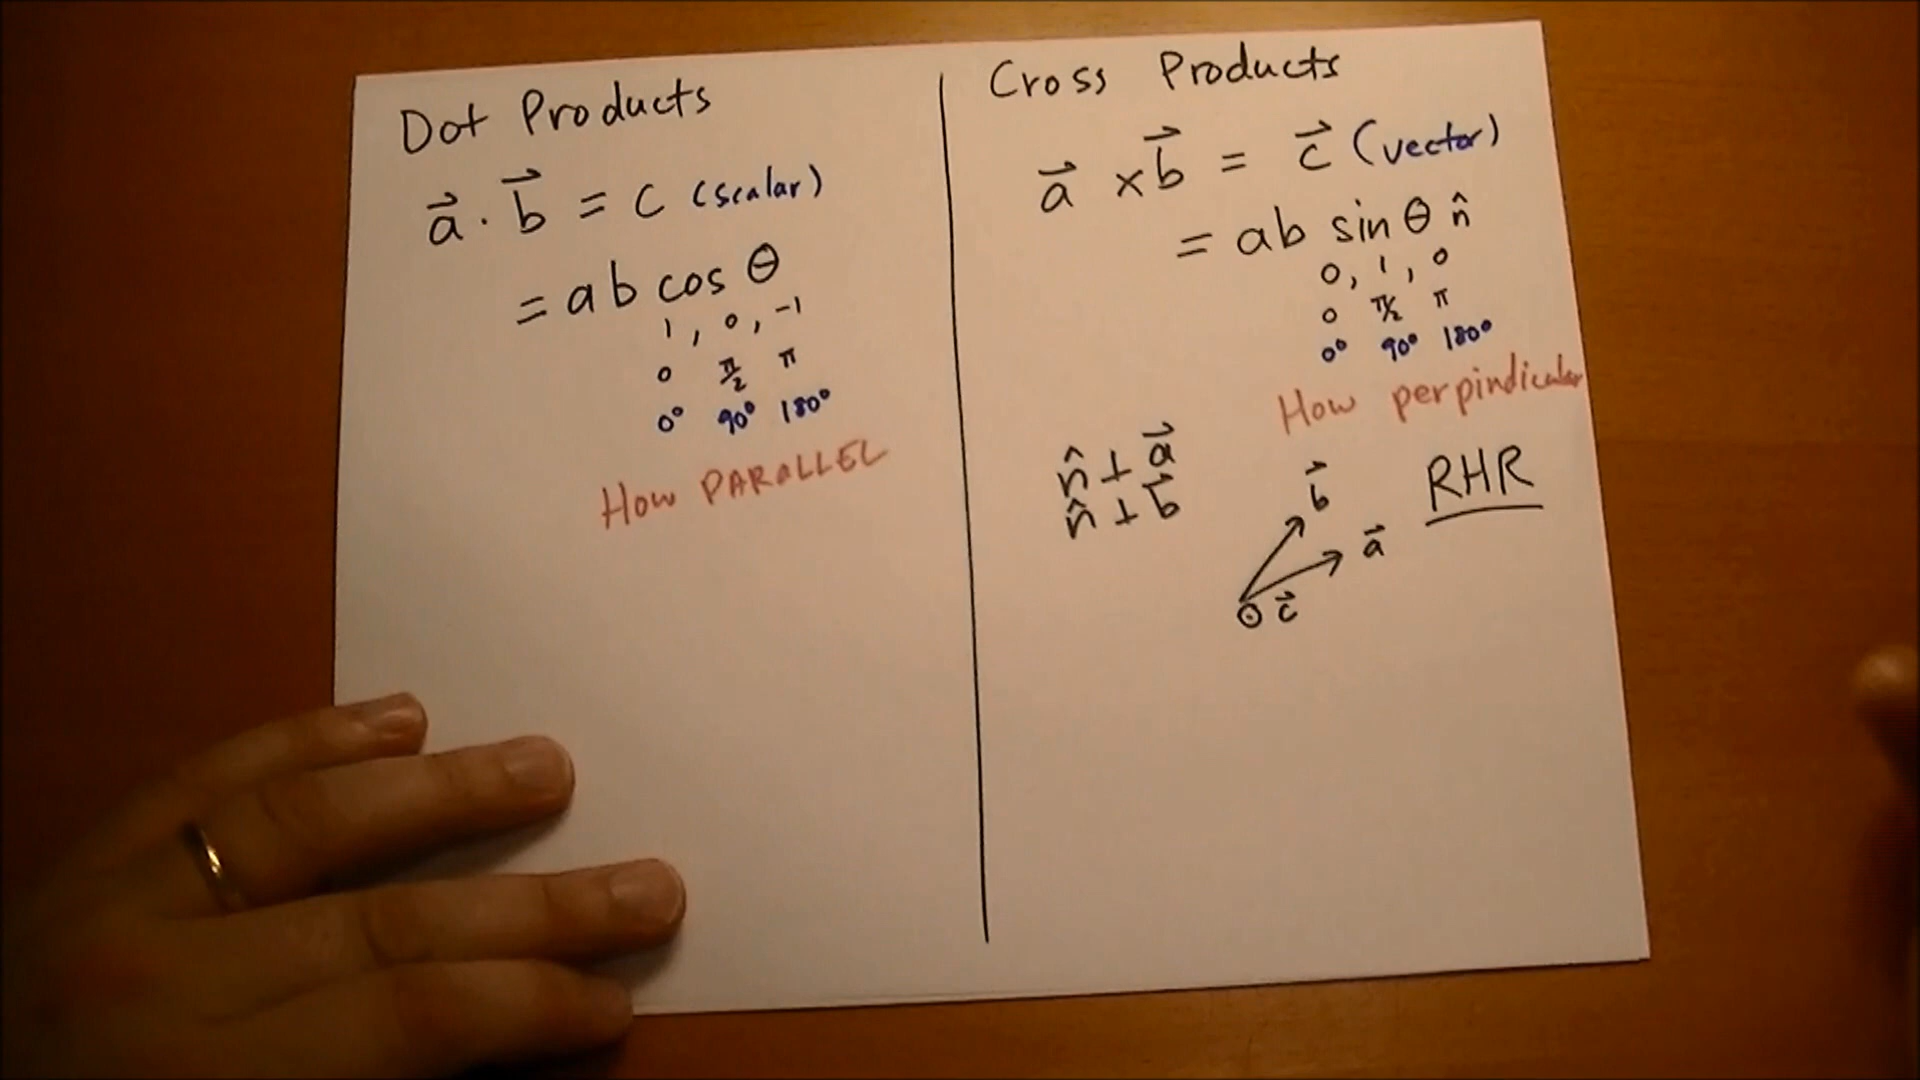 Dot Products
a⃗ · b⃗ = c (scalar)
= ab cos θ
1, 0, -1
0 π/2 π
0° 90° 180°
How PARALLEL
Cross Products
a⃗ × b⃗ = c⃗ (vector)
= ab sin θ n̂
0, 1, 0
0 π/2 π
0° 90° 180°
How perpindicular
n̂ ⊥ a⃗
n̂ ⊥ b⃗
RHR
b⃗
a⃗
⊙ c⃗